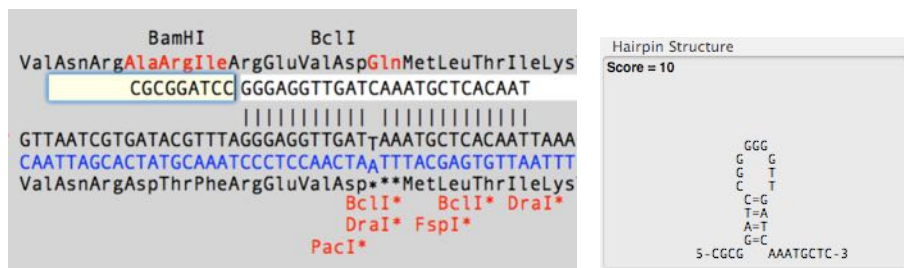 BamHI BclI
ValAsnArgAlaArgIleArgGluValAspGlnMetLeuThrIleLys
CGCGGATCC GGGAGGTTGATCAAATGCTCACAAT
GTTAATCGTGATACGTTTAGGGAGGTTGATTAAATGCTCACAATTAAA
CAATTAGCACTATGCAAATCCCTCCAACTAATTTACGAGTGTTAATTT
ValAsnArgAspThrPheArgGluValAsp***MetLeuThrIleLys
BclI* BclI* DraI*
DraI* FspI*
PacI*
Hairpin Structure
Score = 10
GGG
G G
G T
C T
C=G
T=A
A=T
G=C
5-CGCG AAATGCTC-3